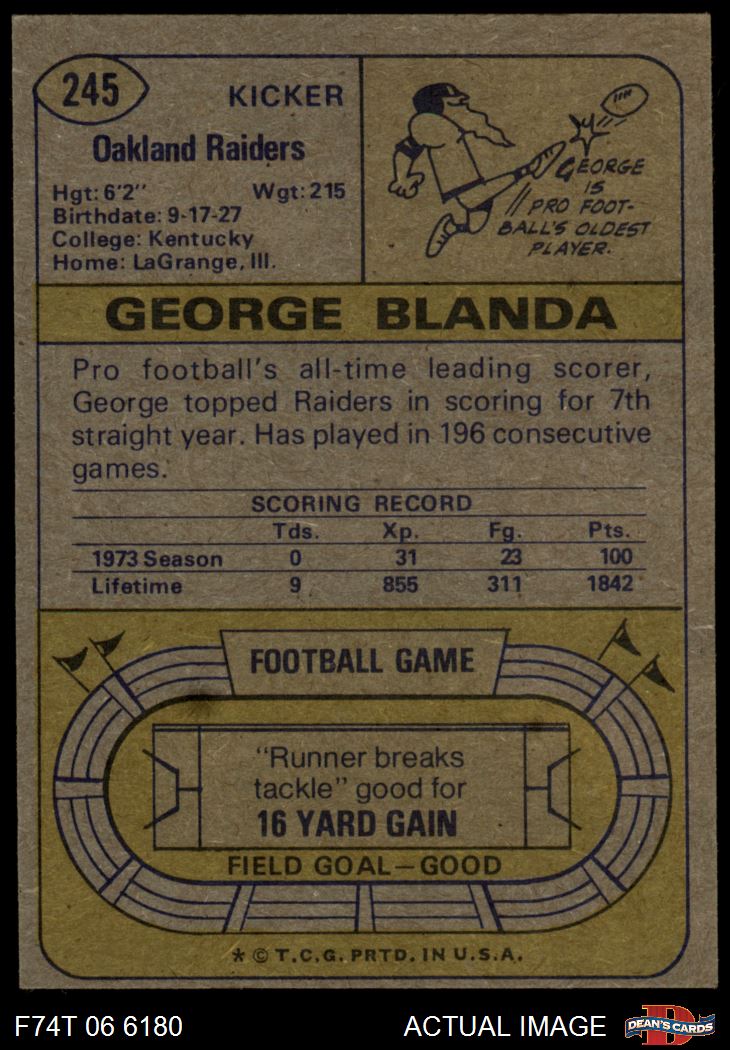 245
KICKER
Oakland Raiders
Hgt: 6'2" Wgt: 215
Birthdate: 9-17-27
College: Kentucky
Home: LaGrange, Ill.
GEORGE
IS
PRO FOOT-
BALL'S OLDEST
PLAYER.
GEORGE BLANDA
Pro football's all-time leading scorer,
George topped Raiders in scoring for 7th
straight year. Has played in 196 consecutive
games.
SCORING RECORD
Tds. Xp. Fg. Pts.
1973 Season 0 31 23 100
Lifetime 9 855 311 1842
FOOTBALL GAME
"Runner breaks
tackle" good for
16 YARD GAIN
FIELD GOAL—GOOD
* © T.C.G. PRTD. IN U.S.A.
F74T 06 6180 ACTUAL IMAGE D DEAN'S CARDS